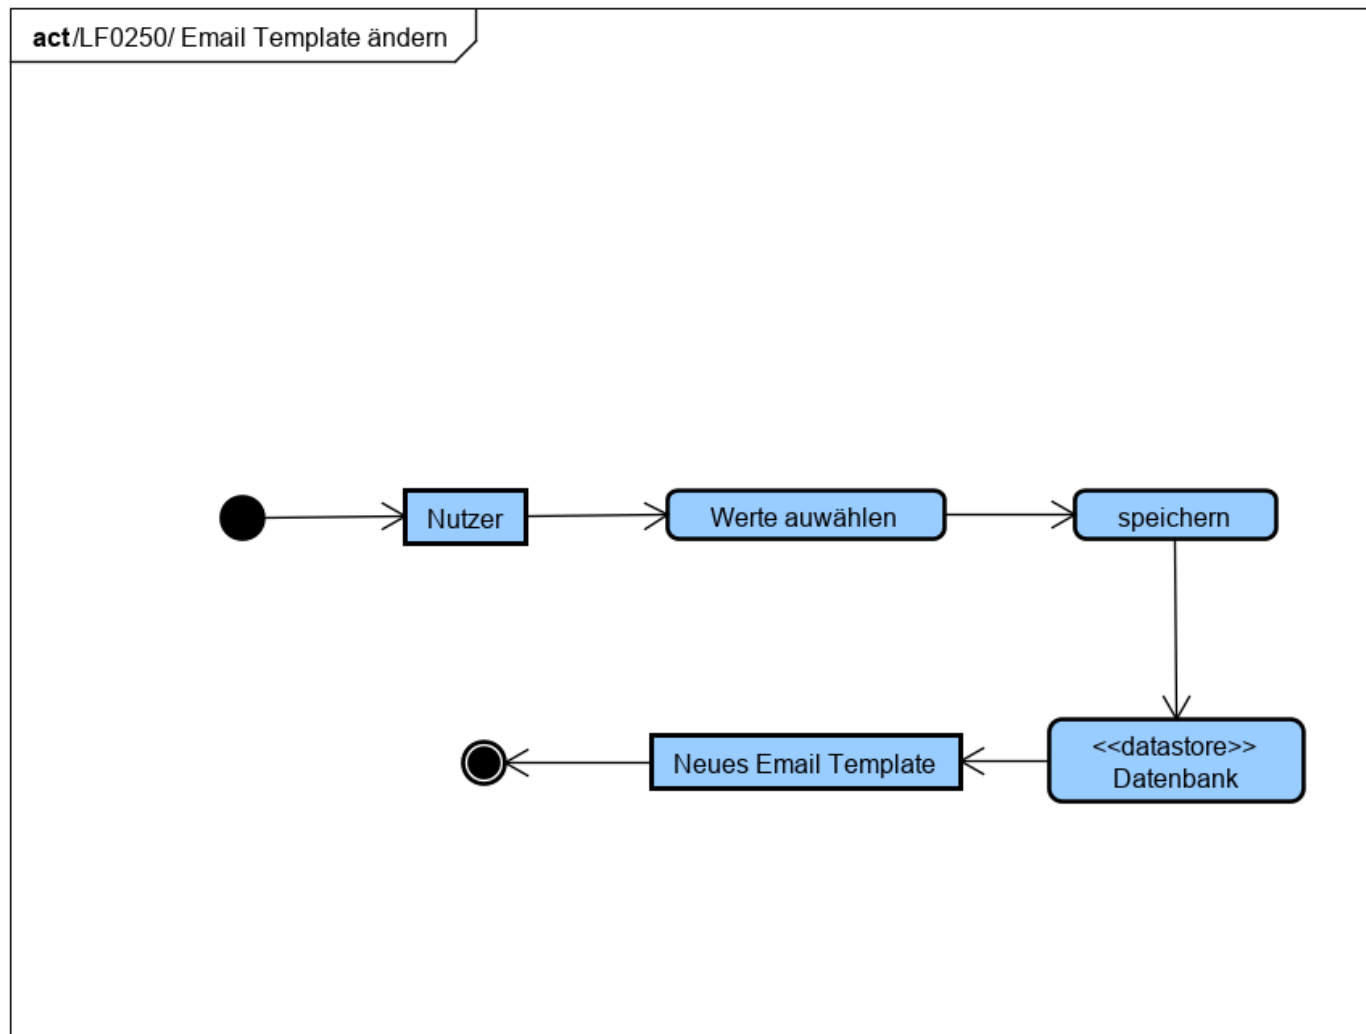 act/LF0250/ Email Template ändern
Nutzer
Werte auwählen
speichern
<<datastore>>
Datenbank
Neues Email Template